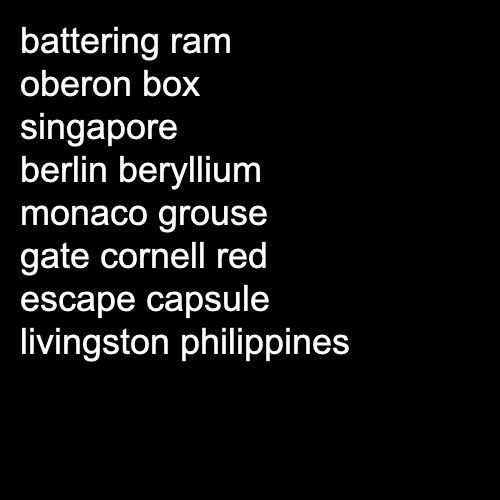 battering ram
oberon box
singapore
berlin beryllium
monaco grouse
gate cornell red
escape capsule
livingston philippines